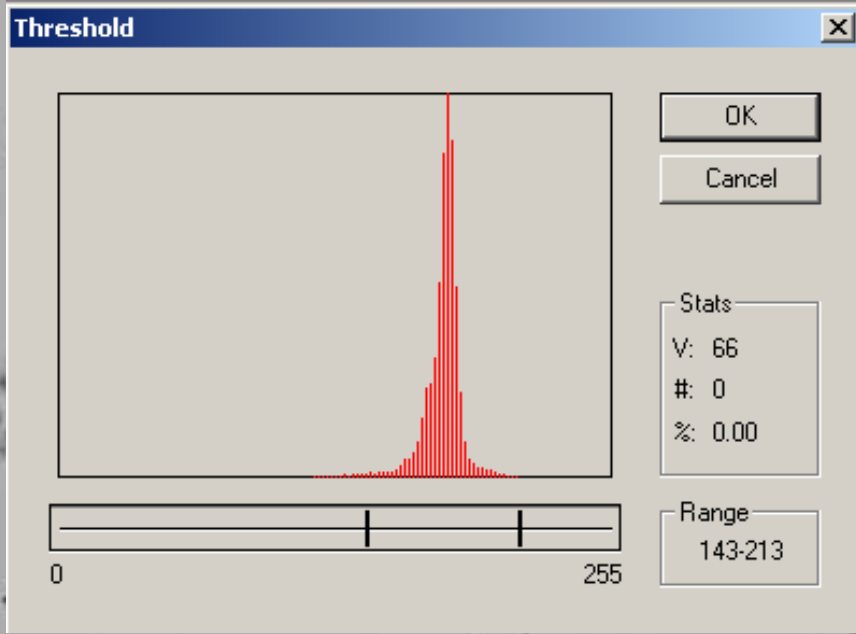 Threshold
OK
Cancel
Stats
V: 66
#: 0
%: 0.00
Range
143-213
0 255